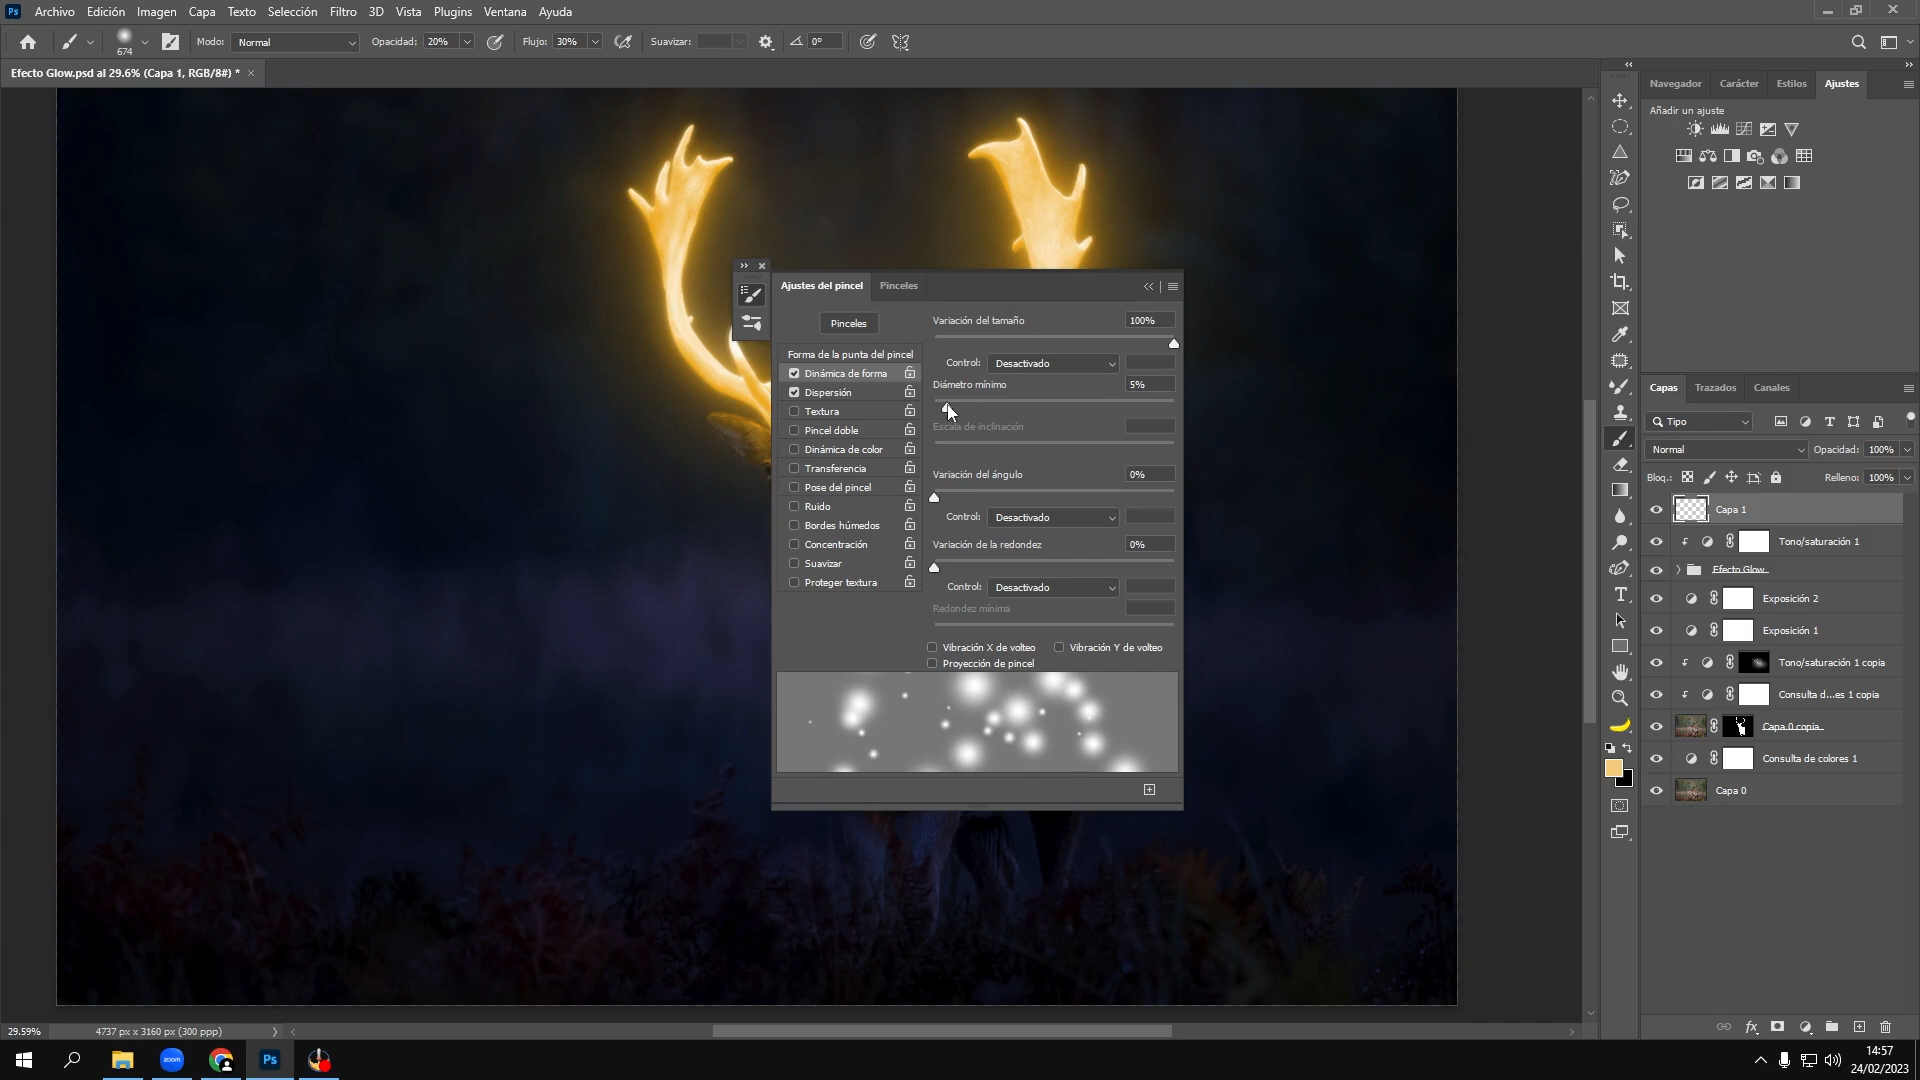 Ps Archivo Edición Imagen Capa Texto Selección Filtro 3D Vista Plugins Ventana Ayuda
674 Modo: Normal Opacidad: 20% Flujo: 30% Suavizar: 0°
Efecto Glow.psd al 29.6% (Capa 1, RGB/8#) * ×
Navegador Carácter Estilos Ajustes
Añadir un ajuste
Ajustes del pincel Pinceles
Pinceles
Forma de la punta del pincel
Dinámica de forma
Dispersión
Textura
Pincel doble
Dinámica de color
Transferencia
Pose del pincel
Ruido
Bordes húmedos
Concentración
Suavizar
Proteger textura
Variación del tamaño 100%
Control: Desactivado
Diámetro mínimo 5%
Escala de inclinación
Variación del ángulo 0%
Control: Desactivado
Variación de la redondez 0%
Control: Desactivado
Redondez mínima
Vibración X de volteo Vibración Y de volteo
Proyección de pincel
Capas Trazados Canales
Tipo
Normal Opacidad: 100%
Bloq.: Relleno: 100%
Capa 1
Tono/saturación 1
Efecto Glow
Exposición 2
Exposición 1
Tono/saturación 1 copia
Consulta d...es 1 copia
Capa 0 copia
Consulta de colores 1
Capa 0
29.59% 4737 px x 3160 px (300 ppp)
zoom Ps
14:57
24/02/2023